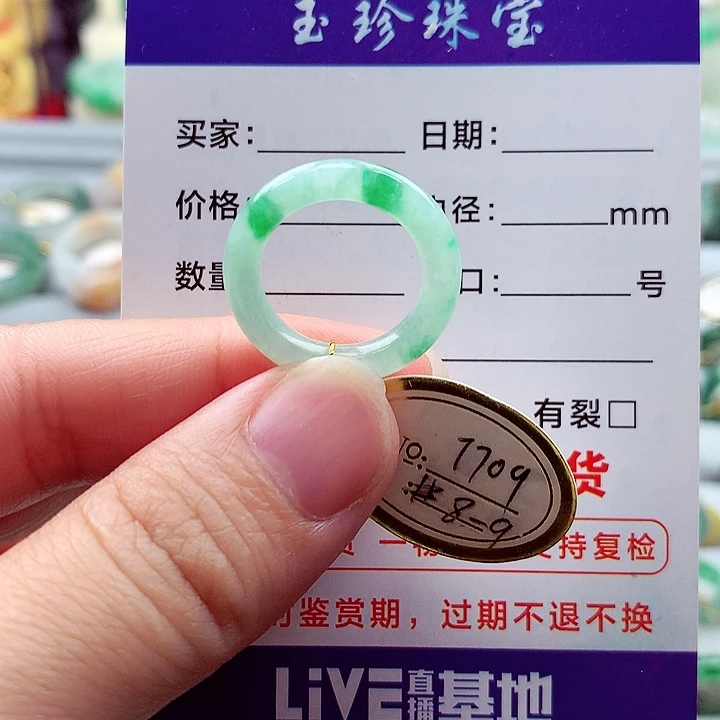 玉珍珠宝
买家: 日期:
价格 径: mm
数量 口: 号
有裂□
货
NO: 7709
8-9
一 支持复检
鉴赏期，过期不退不换
LiVE直播基地